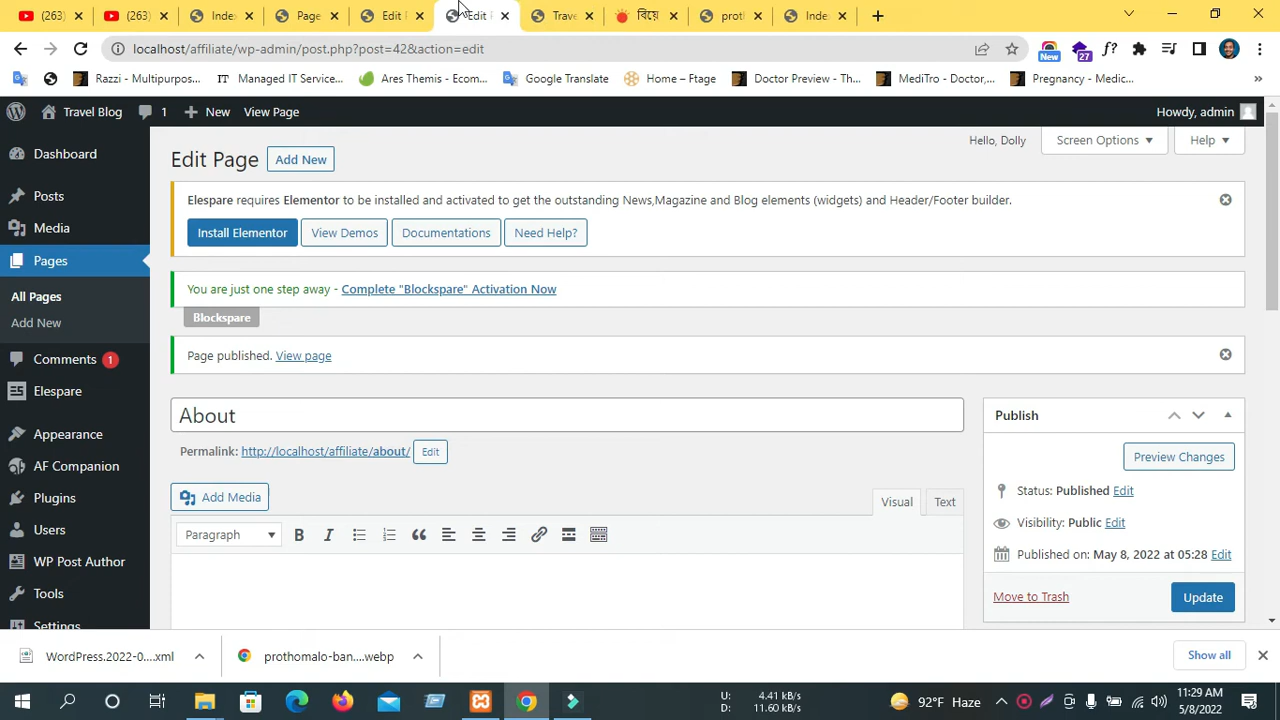 (263)
(263)
Index
Page
Edit
Edit P
Trave
বিয়ে
prot
Index
localhost/affiliate/wp-admin/post.php?post=42&action=edit
New
27
f?
Razzi - Multipurpos...
IT Managed IT Service...
Ares Themis - Ecom...
Google Translate
Home – Ftage
Doctor Preview - Th...
MediTro - Doctor,...
Pregnancy - Medic...
»
Travel Blog
1
New
View Page
Howdy, admin
Dashboard
Posts
Media
Pages
All Pages
Add New
Comments 1
Elespare
Appearance
AF Companion
Plugins
Users
WP Post Author
Tools
Settings
Hello, Dolly
Screen Options
Help
Edit Page
Add New
Elespare requires Elementor to be installed and activated to get the outstanding News,Magazine and Blog elements (widgets) and Header/Footer builder.
Install Elementor
View Demos
Documentations
Need Help?
You are just one step away - Complete "Blockspare" Activation Now
Blockspare
Page published. View page
About
Permalink: http://localhost/affiliate/about/
Edit
Add Media
Visual
Text
Paragraph
B
I
Publish
Preview Changes
Status: Published Edit
Visibility: Public Edit
Published on: May 8, 2022 at 05:28 Edit
Move to Trash
Update
WordPress.2022-0....xml
prothomalo-ban....webp
Show all
U: 4.41 kB/s
D: 11.60 kB/s
92°F Haze
11:29 AM
5/8/2022